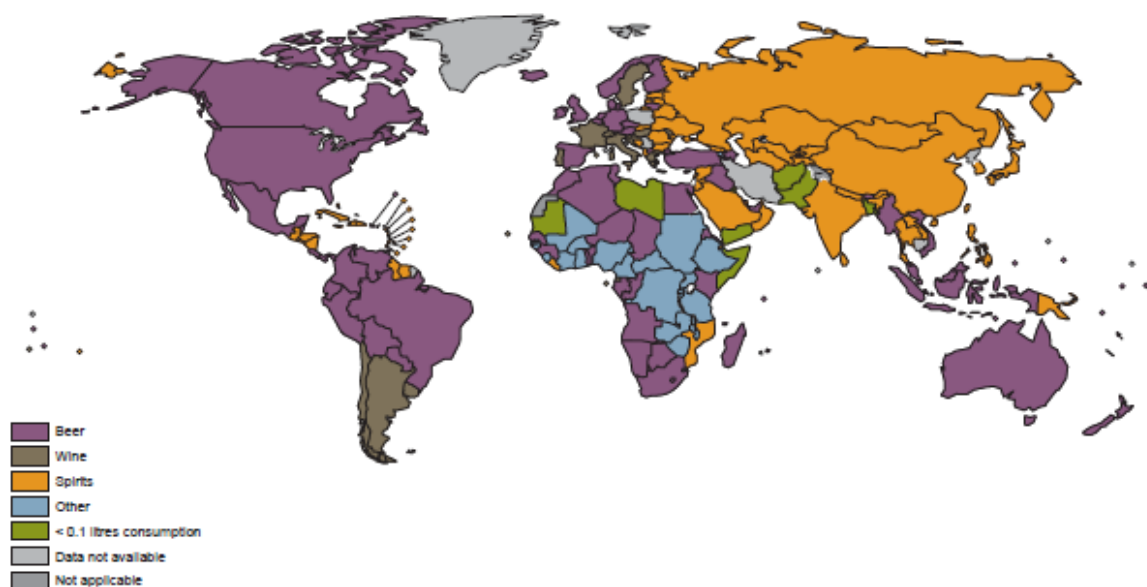 Beer
Wine
Spirits
Other
< 0.1 litres consumption
Data not available
Not applicable